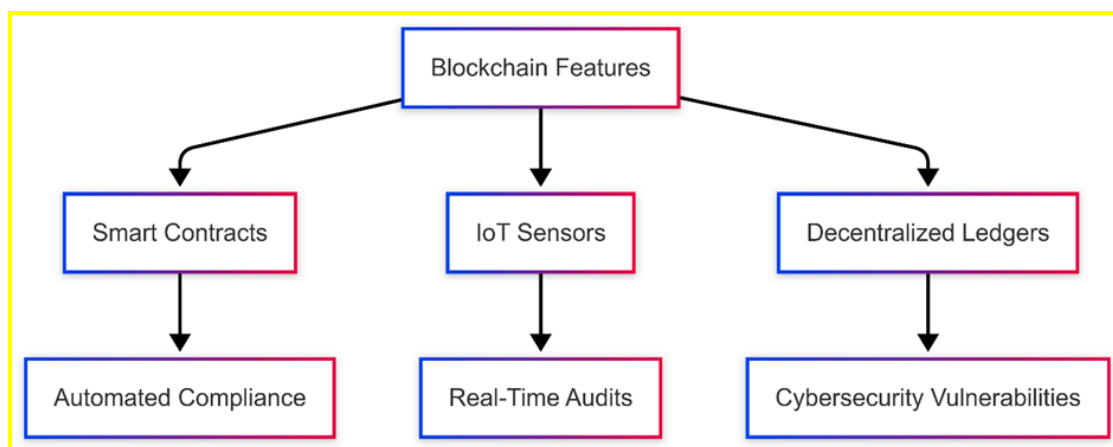 Blockchain Features
Smart Contracts
IoT Sensors
Decentralized Ledgers
Automated Compliance
Real-Time Audits
Cybersecurity Vulnerabilities